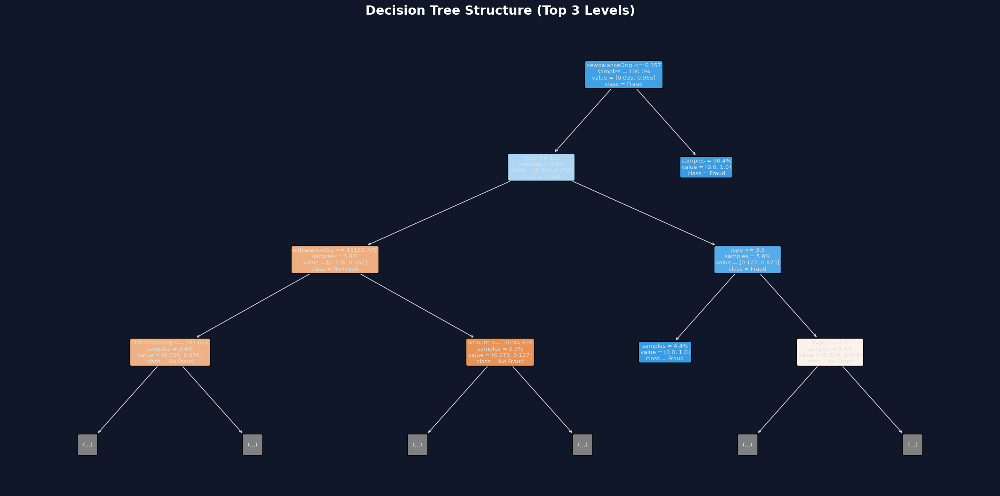 Decision Tree Structure (Top 3 Levels)
newbalanceOrig <= 0.157
samples = 100.0%
value = [0.035, 0.965]
class = Fraud
type <= 1.5
samples = 9.6%
value = [0.368, 0.632]
class = Fraud
samples = 90.4%
value = [0.0, 1.0]
class = Fraud
oldbalanceOrg <= 13159.778
samples = 3.8%
value = [0.738, 0.262]
class = No Fraud
type <= 3.5
samples = 5.8%
value = [0.127, 0.873]
class = Fraud
oldbalanceOrg <= 391.651
samples = 3.4%
value = [0.724, 0.276]
class = No Fraud
amount <= 39244.828
samples = 0.3%
value = [0.873, 0.127]
class = No Fraud
samples = 4.4%
value = [0.0, 1.0]
class = Fraud
type <= 4.5
samples = 1.4%
value = [0.526, 0.474]
class = No Fraud
(...)
(...)
(...)
(...)
(...)
(...)